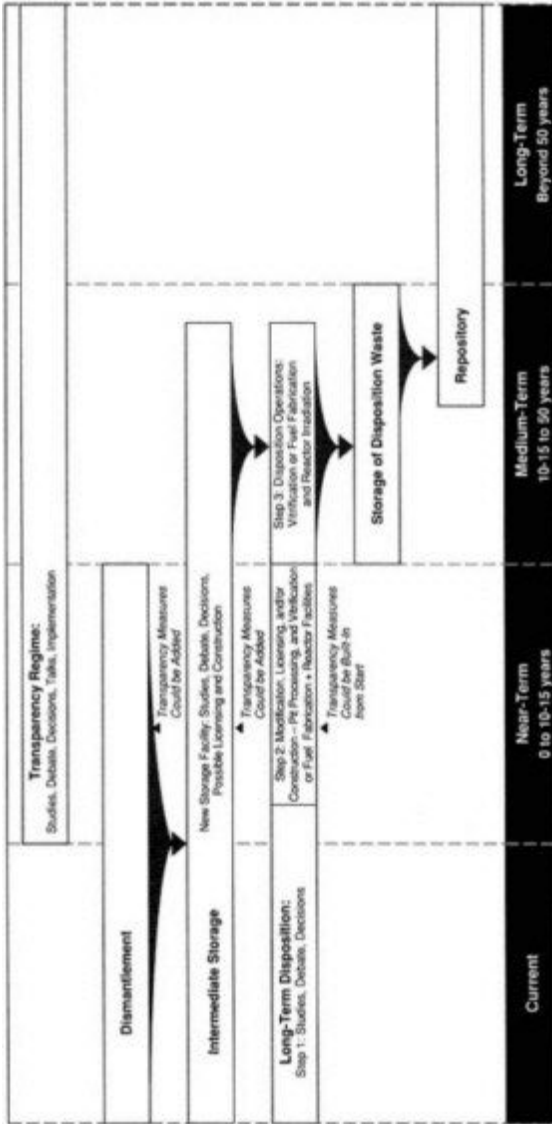 Transparency Regime:
Studies, Debate, Decisions, Talks, Implementation
Dismantlement
Transparency Measures
Could be Added
Intermediate Storage
New Storage Facility: Studies, Debate, Decisions,
Possible Licensing and Construction
Transparency Measures
Could be Added
Long-Term Disposition:
Step 1: Studies, Debate, Decisions
Step 2: Modification, Licensing, and/or
Construction – Pit Processing, and Vitrification
or Fuel Fabrication + Reactor Facilities
Step 3: Disposition Operations:
Vitrification or Fuel Fabrication
and Reactor Irradiation
Transparency Measures
Could be Built-In
from Start
Storage of Disposition Waste
Repository
Current
Near-Term
0 to 10-15 years
Medium-Term
10-15 to 50 years
Long-Term
Beyond 50 years